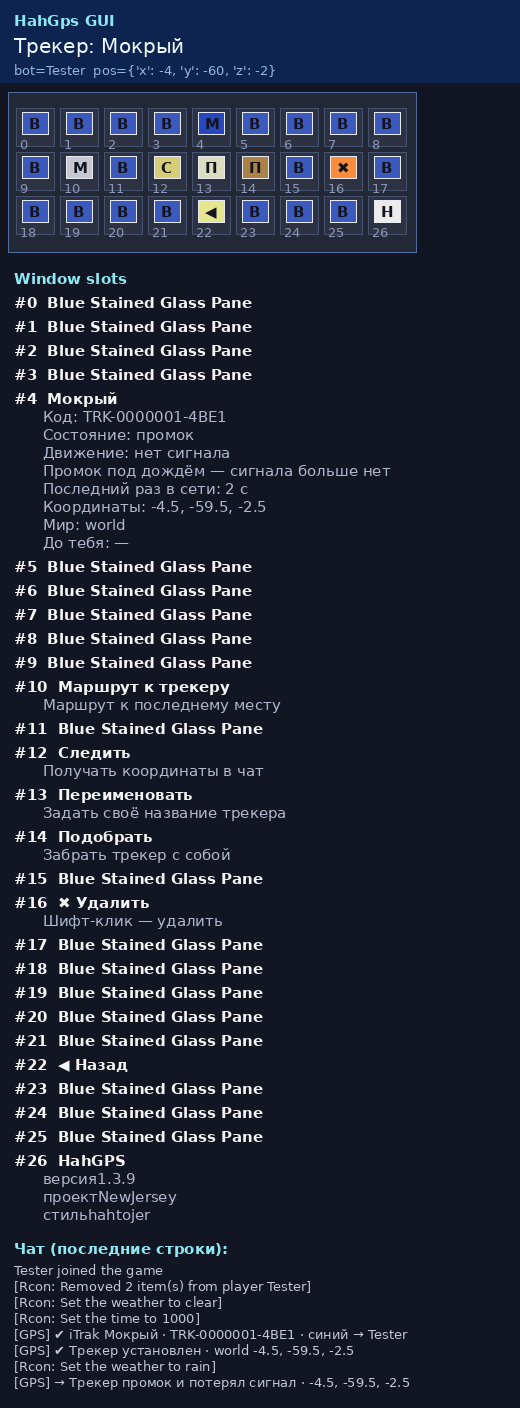 HahGps GUI
Трекер: Мокрый
bot=Tester  pos={'x': -4, 'y': -60, 'z': -2}
B B B B M B B B B
0 1 2 3 4 5 6 7 8
B M B С П П B ✖ B
9 10 11 12 13 14 15 16 17
B B B B ◀ B B B H
18 19 20 21 22 23 24 25 26
Window slots
#0  Blue Stained Glass Pane
#1  Blue Stained Glass Pane
#2  Blue Stained Glass Pane
#3  Blue Stained Glass Pane
#4  Мокрый
Код: TRK-0000001-4BE1
Состояние: промок
Движение: нет сигнала
Промок под дождём — сигнала больше нет
Последний раз в сети: 2 с
Координаты: -4.5, -59.5, -2.5
Мир: world
До тебя: —
#5  Blue Stained Glass Pane
#6  Blue Stained Glass Pane
#7  Blue Stained Glass Pane
#8  Blue Stained Glass Pane
#9  Blue Stained Glass Pane
#10  Маршрут к трекеру
Маршрут к последнему месту
#11  Blue Stained Glass Pane
#12  Следить
Получать координаты в чат
#13  Переименовать
Задать своё название трекера
#14  Подобрать
Забрать трекер с собой
#15  Blue Stained Glass Pane
#16  ✖ Удалить
Шифт-клик — удалить
#17  Blue Stained Glass Pane
#18  Blue Stained Glass Pane
#19  Blue Stained Glass Pane
#20  Blue Stained Glass Pane
#21  Blue Stained Glass Pane
#22  ◀ Назад
#23  Blue Stained Glass Pane
#24  Blue Stained Glass Pane
#25  Blue Stained Glass Pane
#26  HahGPS
версия1.3.9
проектNewJersey
стильhahtojer
Чат (последние строки):
Tester joined the game
[Rcon: Removed 2 item(s) from player Tester]
[Rcon: Set the weather to clear]
[Rcon: Set the time to 1000]
[GPS] ✔ iTrak Мокрый · TRK-0000001-4BE1 · синий → Tester
[GPS] ✔ Трекер установлен · world -4.5, -59.5, -2.5
[Rcon: Set the weather to rain]
[GPS] → Трекер промок и потерял сигнал · -4.5, -59.5, -2.5